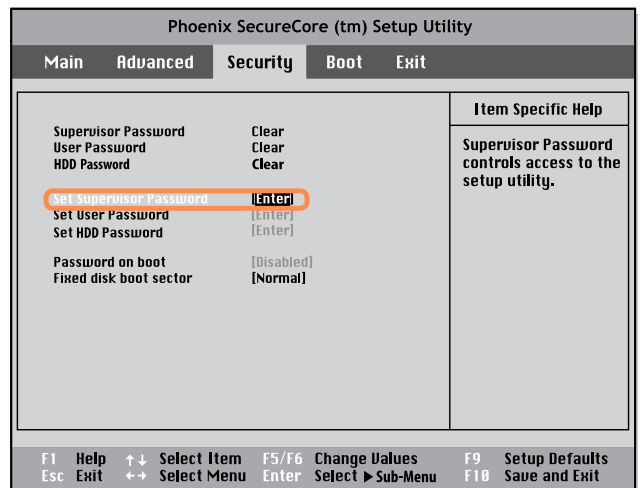 Phoenix SecureCore (tm) Setup Utility
Main Advanced Security Boot Exit
Item Specific Help
Supervisor Password Clear
User Password Clear
HDD Password Clear
Supervisor Password
controls access to the
setup utility.
Set Supervisor Password [Enter]
Set User Password [Enter]
Set HDD Password [Enter]
Password on boot [Disabled]
Fixed disk boot sector [Normal]
F1 Help ↑↓ Select Item F5/F6 Change Values F9 Setup Defaults
Esc Exit ←→ Select Menu Enter Select ▶ Sub-Menu F10 Save and Exit